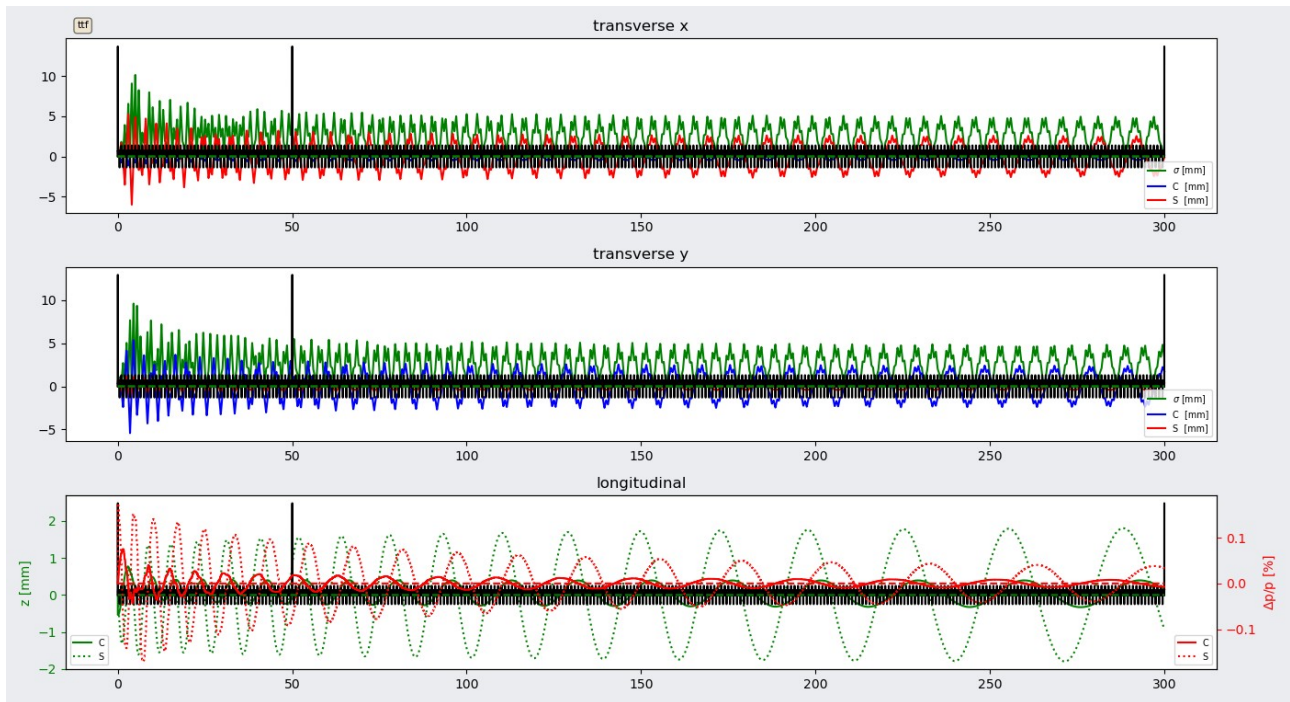 ttf
transverse x
10
5
0
−5
σ [mm]
C [mm]
S [mm]
0 50 100 150 200 250 300
transverse y
10
5
0
−5
σ [mm]
C [mm]
S [mm]
0 50 100 150 200 250 300
longitudinal
z [mm]
2
1
0
−1
−2
C
S
0.1
0.0
−0.1
Δp/p [%]
C
S
0 50 100 150 200 250 300